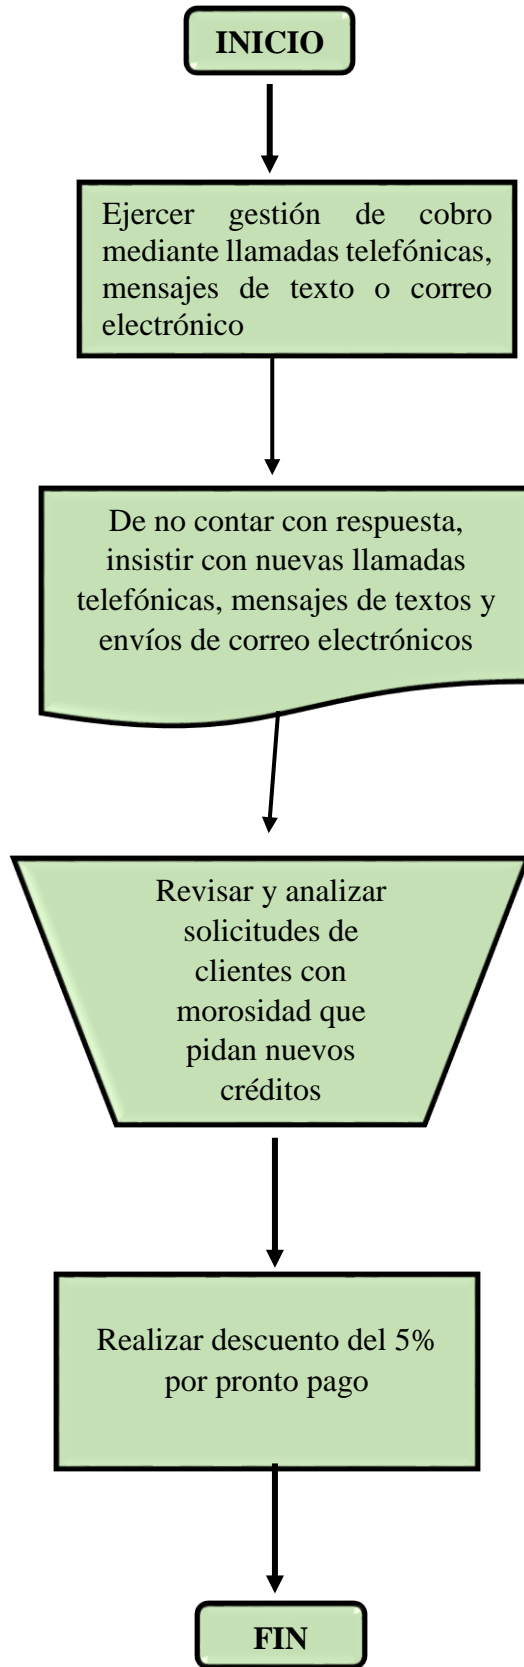 INICIO
Ejercer gestión de cobro
mediante llamadas telefónicas,
mensajes de texto o correo
electrónico
De no contar con respuesta,
insistir con nuevas llamadas
telefónicas, mensajes de textos y
envíos de correo electrónicos
Revisar y analizar
solicitudes de
clientes con
morosidad que
pidan nuevos
créditos
Realizar descuento del 5%
por pronto pago
FIN